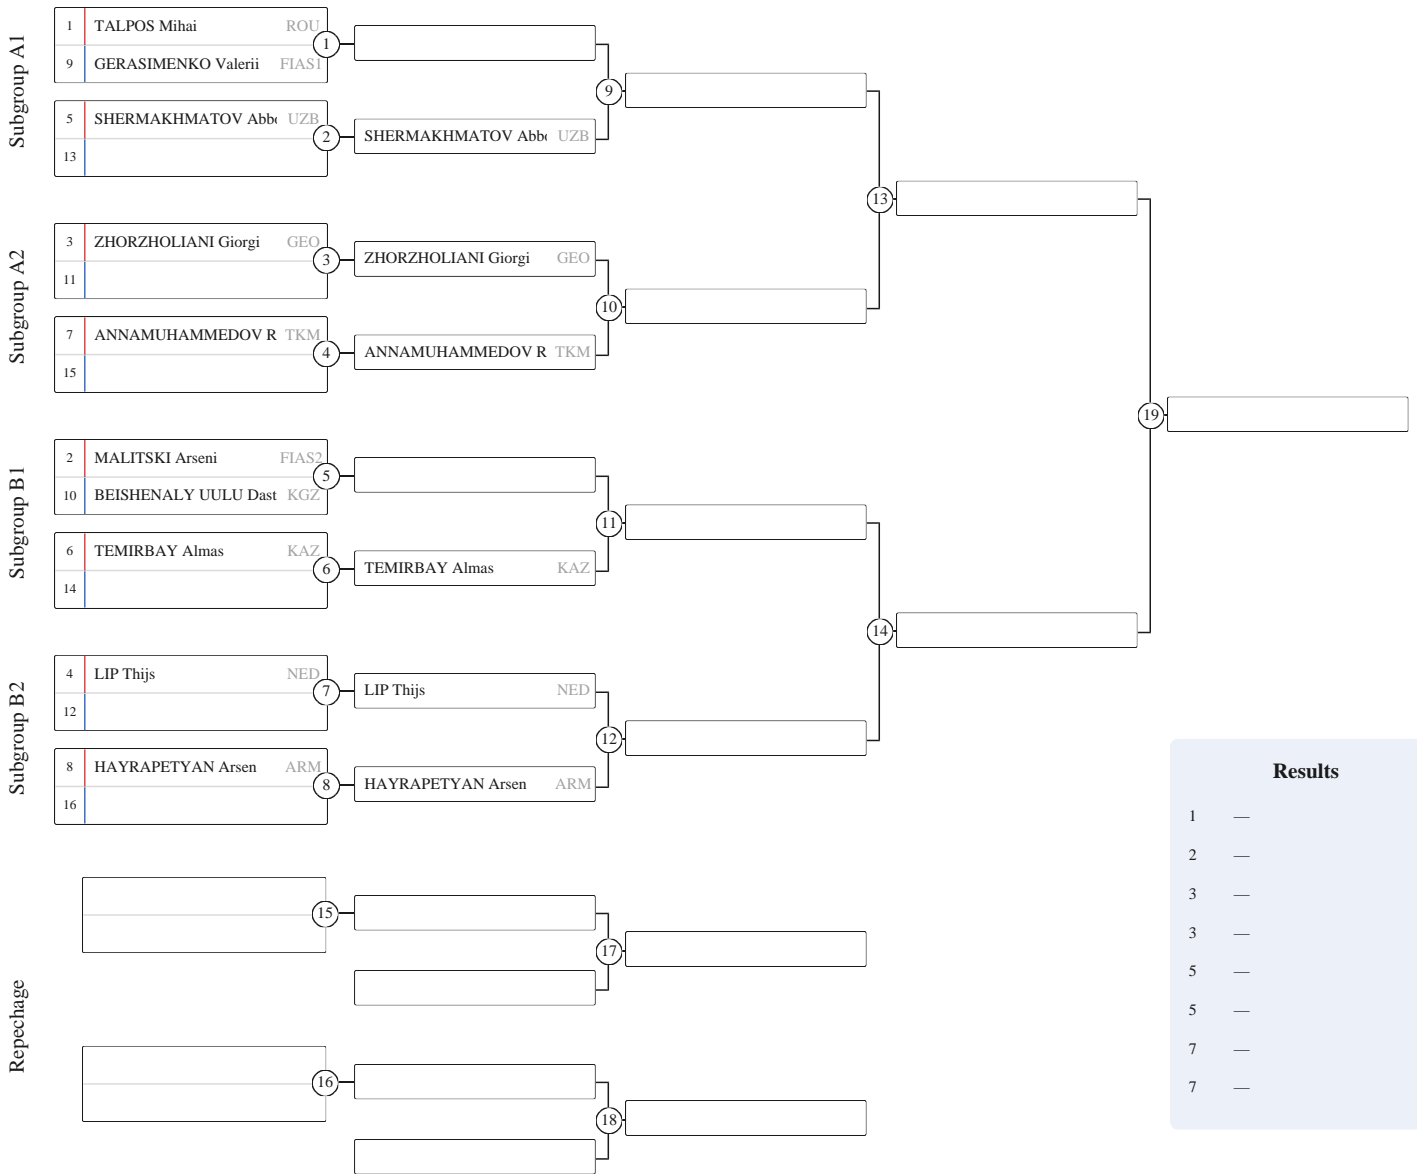 Subgroup A1
1 TALPOS Mihai ROU
9 GERASIMENKO Valerii FIAS1
1
5 SHERMAKHMATOV Abb UZB
13
2
SHERMAKHMATOV Abb UZB
9
Subgroup A2
3 ZHORZHOLIANI Giorgi GEO
11
3
ZHORZHOLIANI Giorgi GEO
7 ANNAMUHAMMEDOV R TKM
15
4
ANNAMUHAMMEDOV R TKM
10
13
Subgroup B1
2 MALITSKI Arseni FIAS2
10 BEISHENALY UULU Dast KGZ
5
6 TEMIRBAY Almas KAZ
14
6
TEMIRBAY Almas KAZ
11
Subgroup B2
4 LIP Thijs NED
12
7
LIP Thijs NED
8 HAYRAPETYAN Arsen ARM
16
8
HAYRAPETYAN Arsen ARM
12
14
19
Repechage
15
17
16
18
Results
1 —
2 —
3 —
3 —
5 —
5 —
7 —
7 —